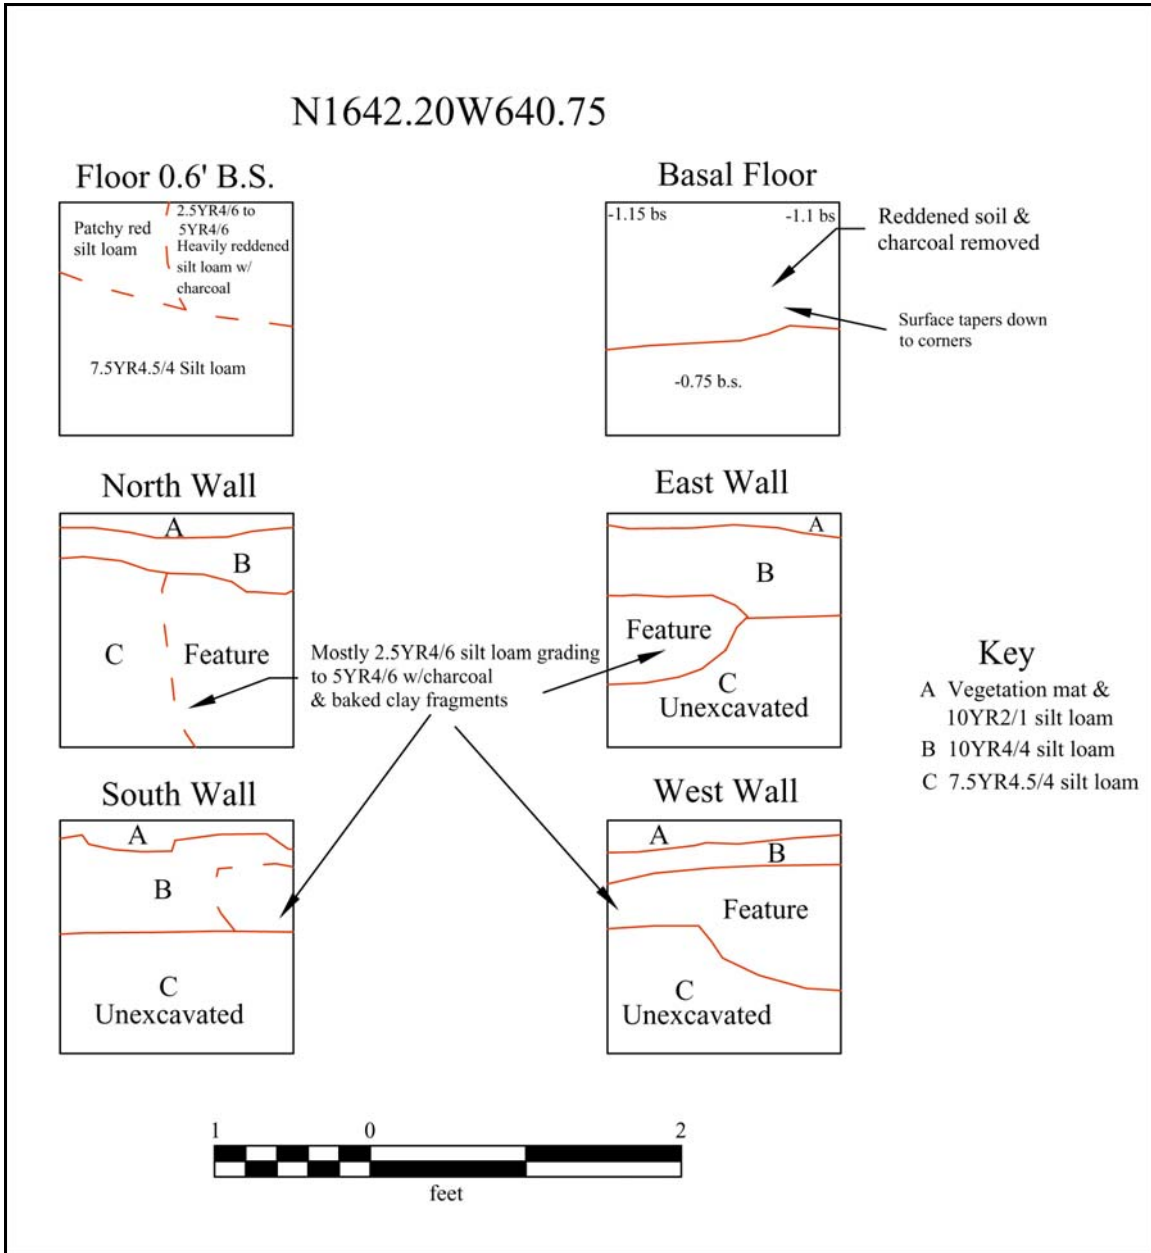 N1642.20W640.75
Floor 0.6' B.S.
Patchy red
silt loam
2.5YR4/6 to
5YR4/6
Heavily reddened
silt loam w/
charcoal
7.5YR4.5/4 Silt loam
Basal Floor
-1.15 bs
-1.1 bs
Reddened soil &
charcoal removed
Surface tapers down
to corners
-0.75 b.s.
North Wall
A
B
C
Feature
Mostly 2.5YR4/6 silt loam grading
to 5YR4/6 w/charcoal
& baked clay fragments
East Wall
A
B
Feature
C
Unexcavated
Key
A Vegetation mat &
10YR2/1 silt loam
B 10YR4/4 silt loam
C 7.5YR4.5/4 silt loam
South Wall
A
B
C
Unexcavated
West Wall
A
B
Feature
C
Unexcavated
1 0 2
feet